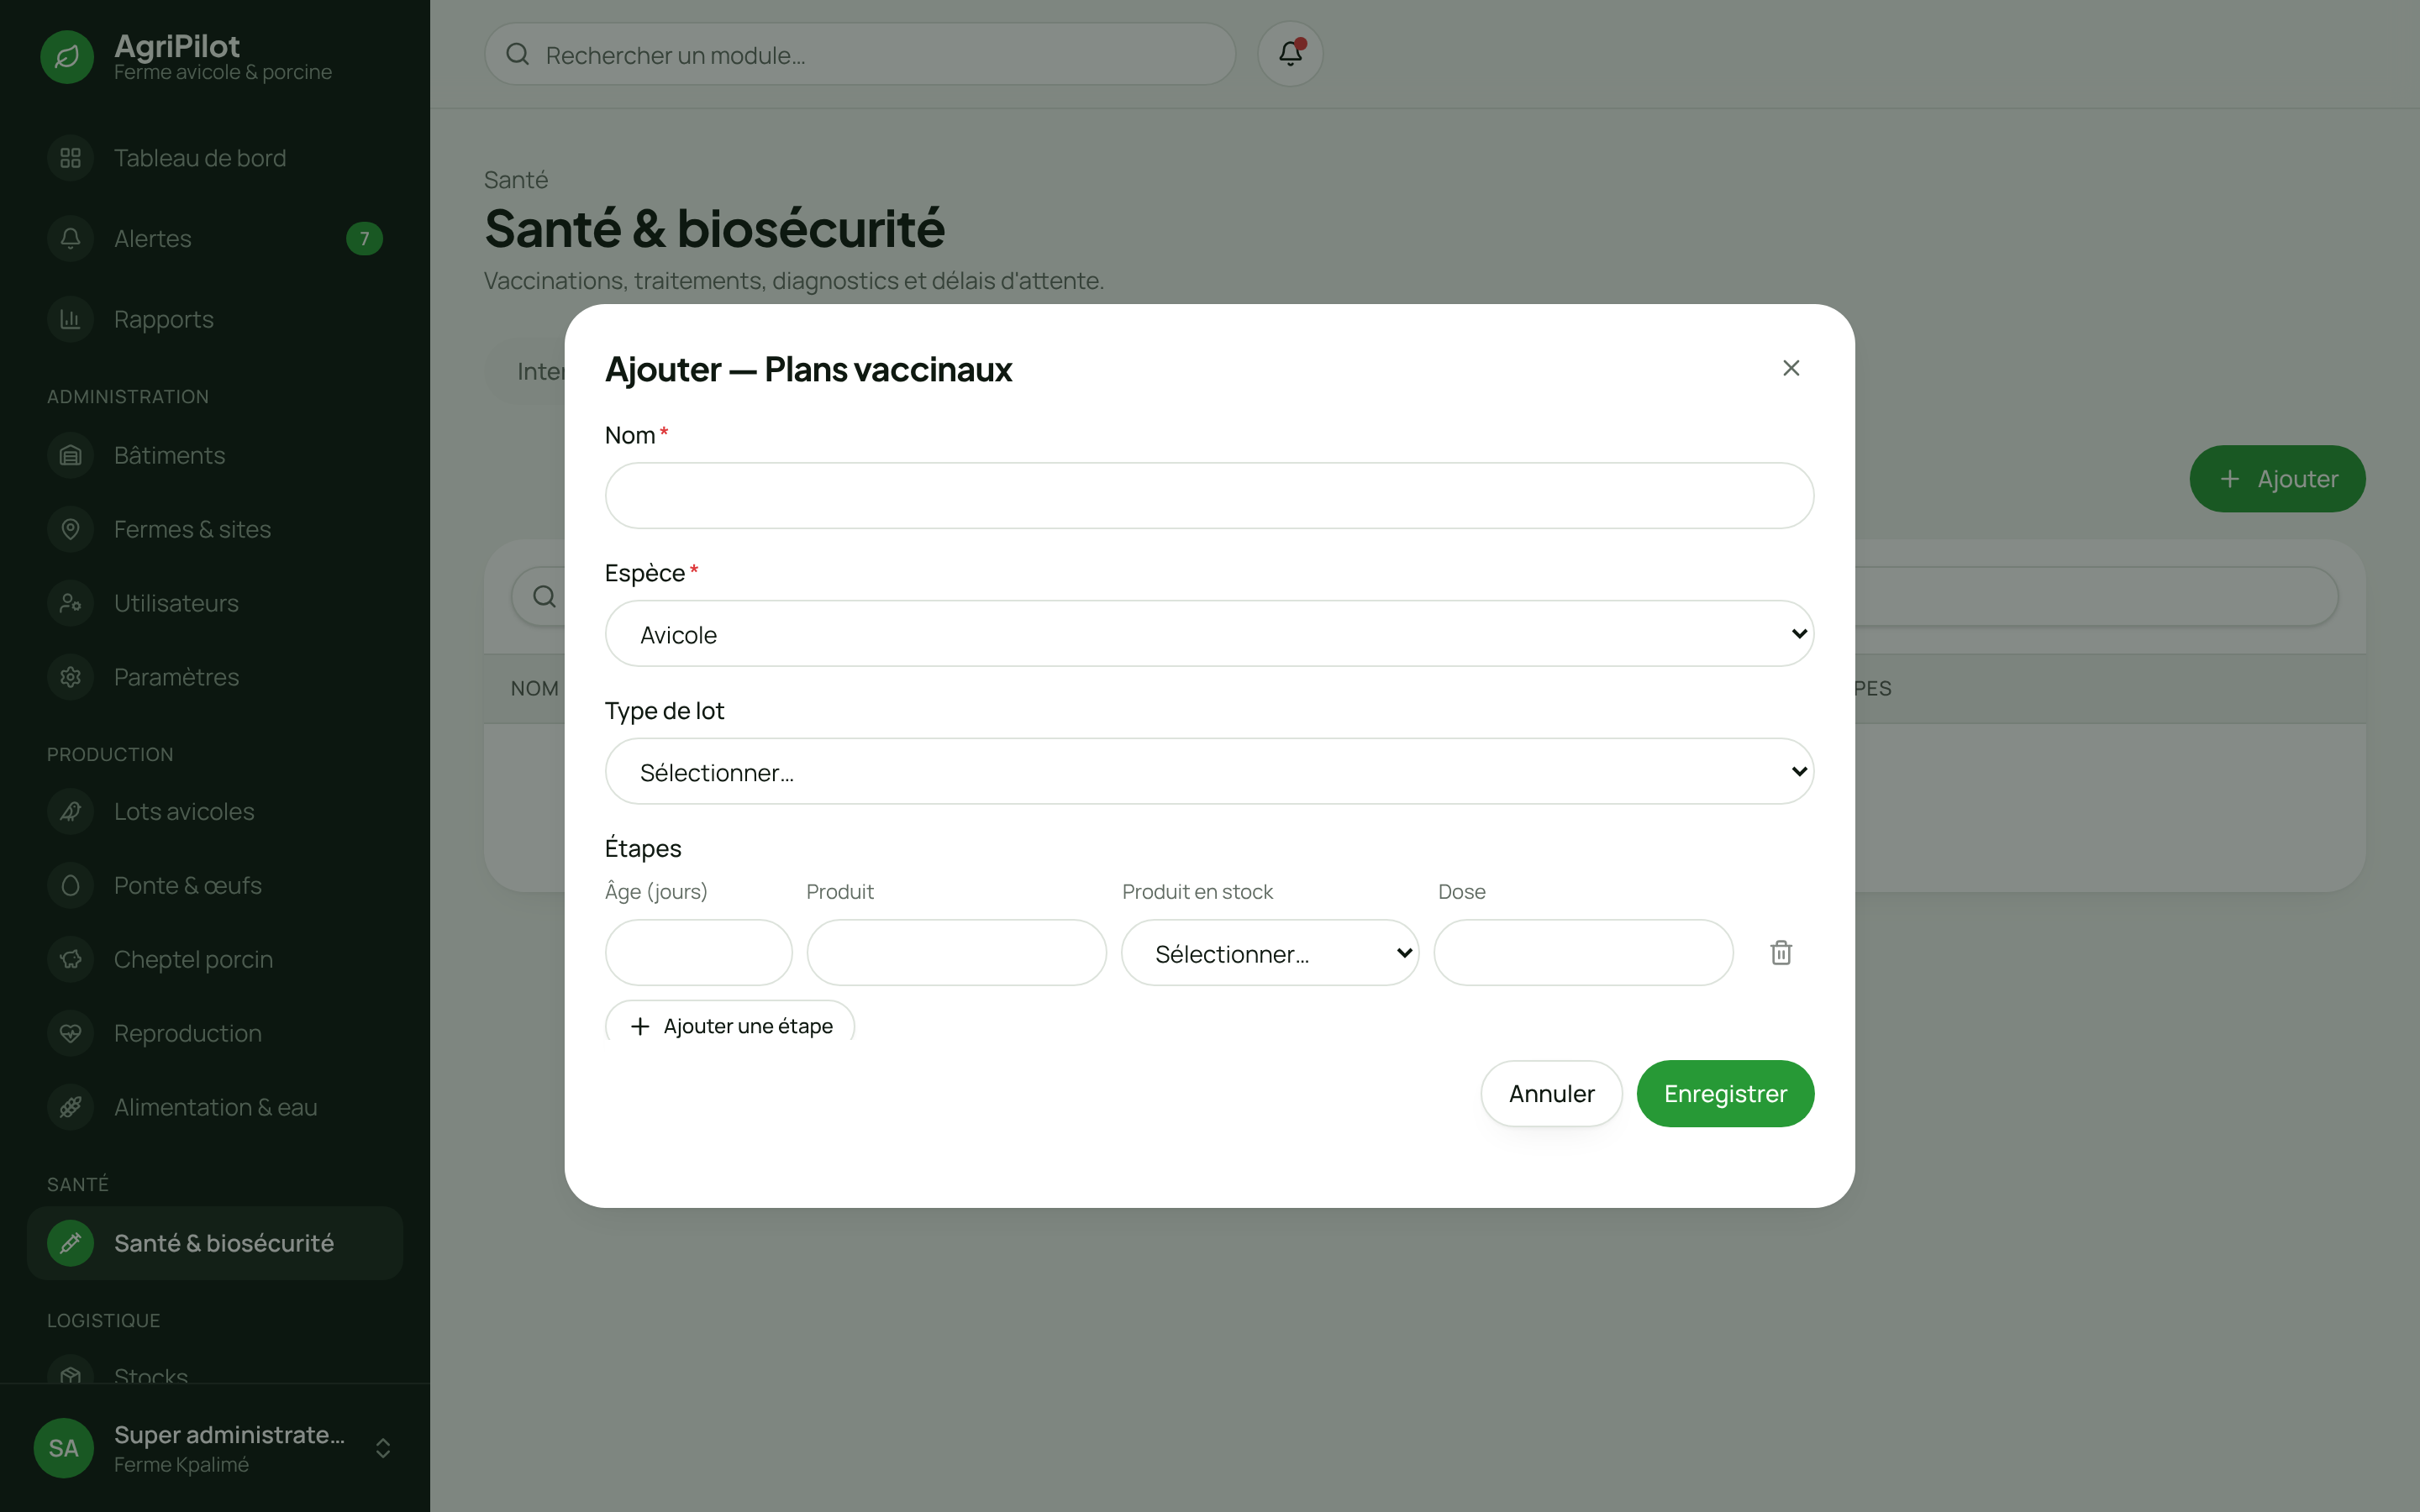 AgriPilot
Ferme avicole & porcine
Tableau de bord
Alertes
7
Rapports
ADMINISTRATION
Bâtiments
Fermes & sites
Utilisateurs
Paramètres
PRODUCTION
Lots avicoles
Ponte & œufs
Cheptel porcin
Reproduction
Alimentation & eau
SANTÉ
Santé & biosécurité
LOGISTIQUE
Stocks
SA
Super administrate...
Ferme Kpalimé
Rechercher un module...
Santé
Santé & biosécurité
Vaccinations, traitements, diagnostics et délais d'attente.
Ajouter
NOM
Ajouter — Plans vaccinaux
Nom *
Espèce *
Avicole
Type de lot
Sélectionner...
Étapes
Âge (jours) Produit Produit en stock Dose
Sélectionner...
Ajouter une étape
Annuler
Enregistrer